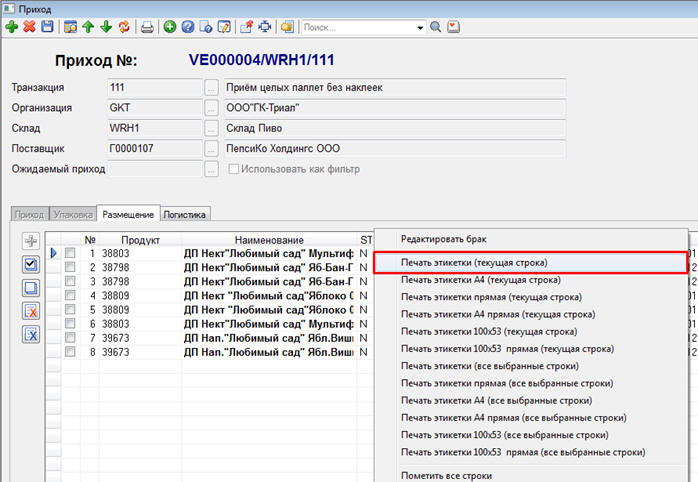 Приход
Поиск...
Приход №: VE000004/WRH1/111
Транзакция 111 ... Приём целых паллет без наклеек
Организация GKT ... ООО"ГК-Триал"
Склад WRH1 ... Склад Пиво
Поставщик Г0000107 ... ПепсиКо Холдингс ООО
Ожидаемый приход ... Использовать как фильтр
Приход Упаковка Размещение Логистика
№ Продукт Наименование ST
1 38803 ДП Нект"Любимый сад" Мультиф N
2 38798 ДП Нект"Любимый сад" Яб-Бан-Г N
3 38798 ДП Нект"Любимый сад" Яб-Бан-Г N
4 38809 ДП Нект "Любимый сад"Яблоко 0 N
5 38809 ДП Нект "Любимый сад"Яблоко 0 N
6 38803 ДП Нект"Любимый сад" Мультиф N
7 39673 ДП Нап."Любимый сад" Ябл.Вишн N
8 39673 ДП Нап."Любимый сад" Ябл.Вишн N
Редактировать брак
Печать этикетки (текущая строка)
Печать этикетки А4 (текущая строка)
Печать этикетки прямая (текущая строка)
Печать этикетки А4 прямая (текущая строка)
Печать этикетки 100x53 (текущая строка)
Печать этикетки 100x53 прямая (текущая строка)
Печать этикетки (все выбранные строки)
Печать этикетки прямая (все выбранные строки)
Печать этикетки А4 (все выбранные строки)
Печать этикетки А4 прямая (все выбранные строки)
Печать этикетки 100x53 (все выбранные строки)
Печать этикетки 100x53 прямая (все выбранные строки)
Пометить все строки